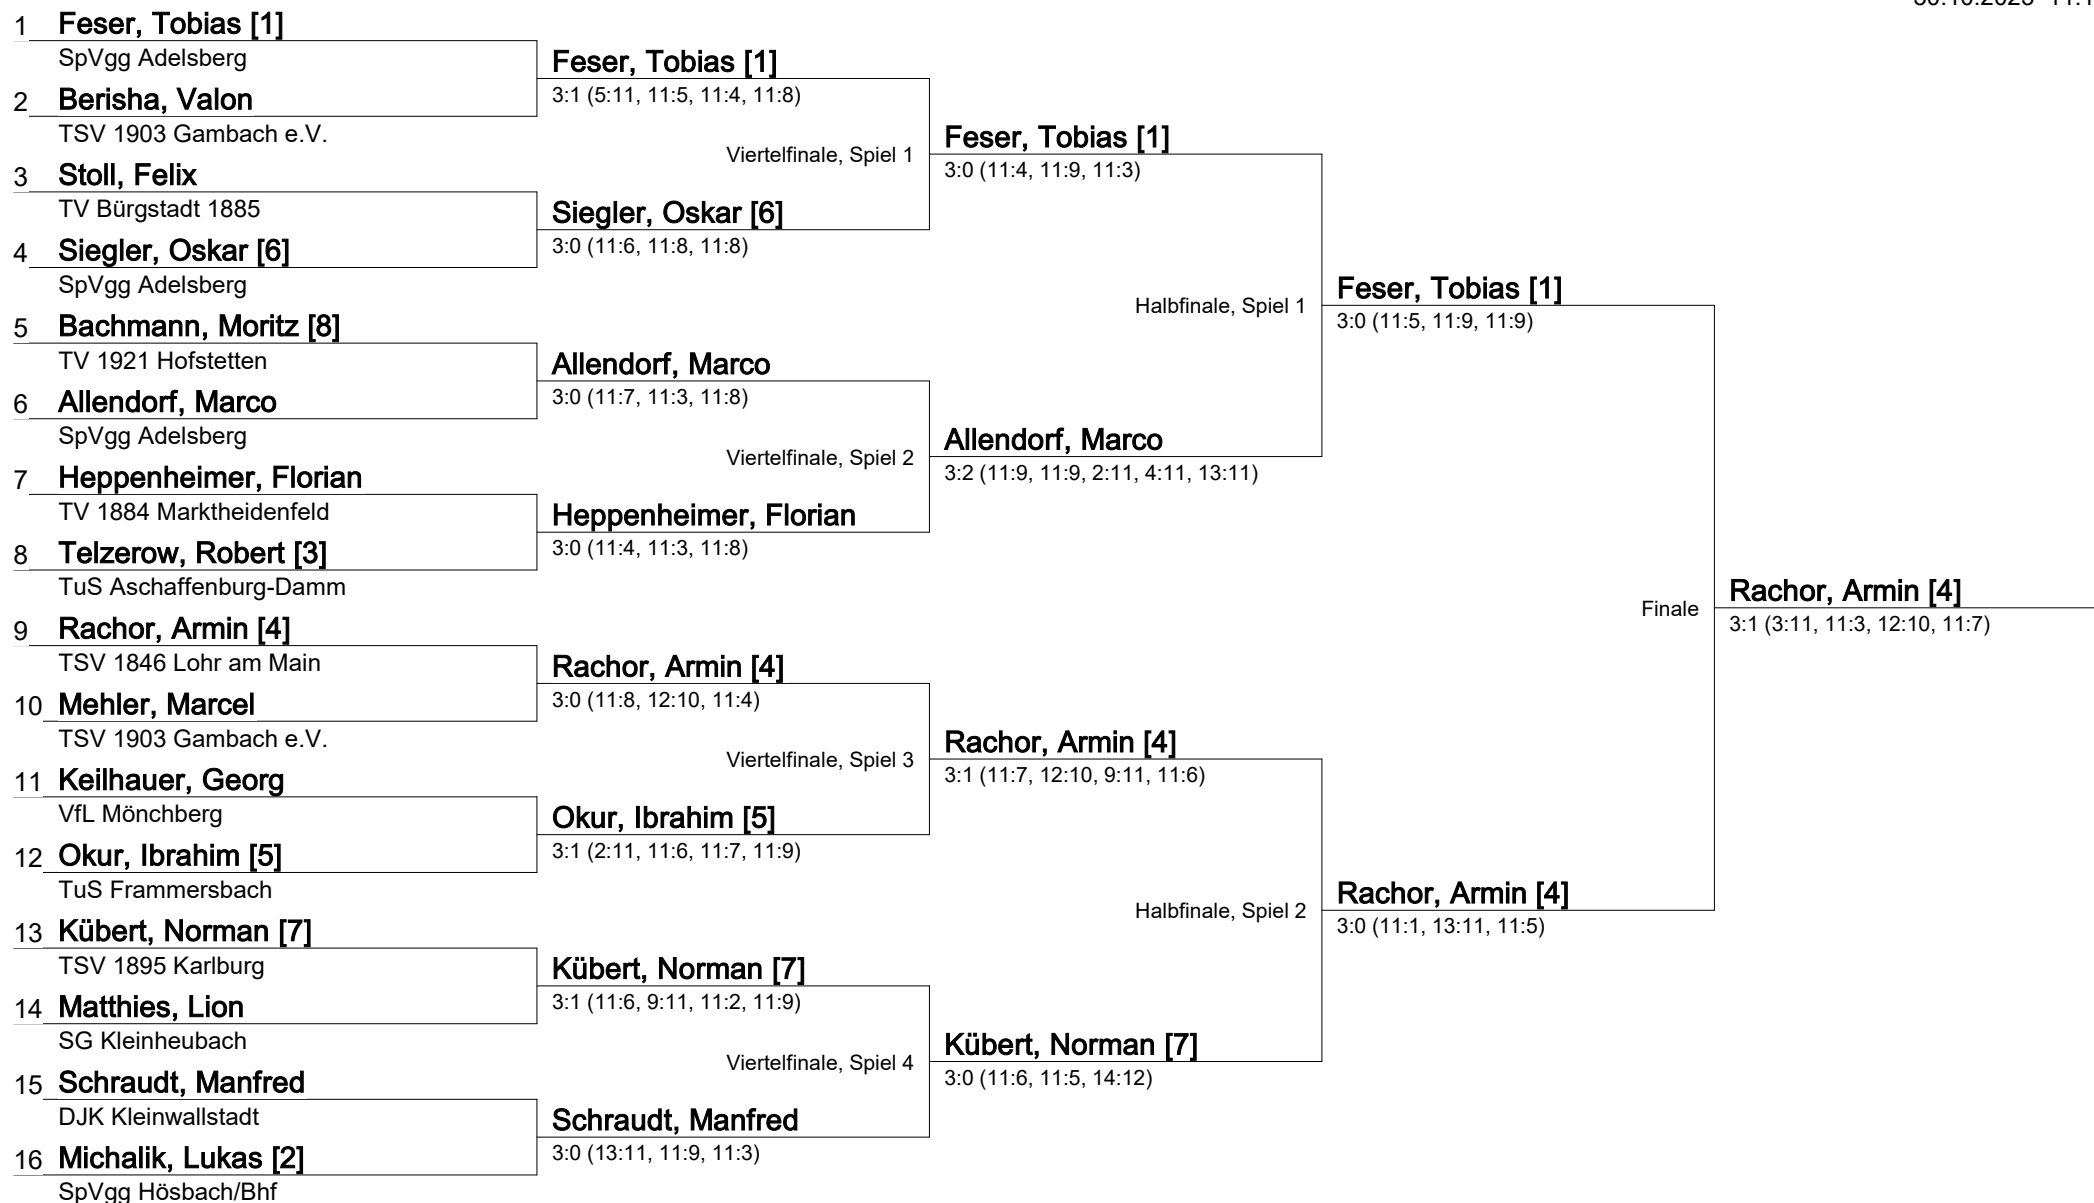 1 Feser, Tobias [1]
SpVgg Adelsberg
Feser, Tobias [1]
2 Berisha, Valon
3:1 (5:11, 11:5, 11:4, 11:8)
TSV 1903 Gambach e.V.
Feser, Tobias [1]
Viertelfinale, Spiel 1
3 Stoll, Felix
3:0 (11:4, 11:9, 11:3)
TV Bürgstadt 1885
Siegler, Oskar [6]
4 Siegler, Oskar [6]
3:0 (11:6, 11:8, 11:8)
SpVgg Adelsberg
Feser, Tobias [1]
Halbfinale, Spiel 1
5 Bachmann, Moritz [8]
3:0 (11:5, 11:9, 11:9)
TV 1921 Hofstetten
Allendorf, Marco
6 Allendorf, Marco
3:0 (11:7, 11:3, 11:8)
SpVgg Adelsberg
Allendorf, Marco
Viertelfinale, Spiel 2
7 Heppenheimer, Florian
3:2 (11:9, 11:9, 2:11, 4:11, 13:11)
TV 1884 Marktheidenfeld
Heppenheimer, Florian
8 Telzerow, Robert [3]
3:0 (11:4, 11:3, 11:8)
TuS Aschaffenburg-Damm
Rachor, Armin [4]
Finale
9 Rachor, Armin [4]
3:1 (3:11, 11:3, 12:10, 11:7)
TSV 1846 Lohr am Main
Rachor, Armin [4]
10 Mehler, Marcel
3:0 (11:8, 12:10, 11:4)
TSV 1903 Gambach e.V.
Rachor, Armin [4]
Viertelfinale, Spiel 3
11 Keilhauer, Georg
3:1 (11:7, 12:10, 9:11, 11:6)
VfL Mönchberg
Okur, Ibrahim [5]
12 Okur, Ibrahim [5]
3:1 (2:11, 11:6, 11:7, 11:9)
TuS Frammersbach
Rachor, Armin [4]
Halbfinale, Spiel 2
13 Kübert, Norman [7]
3:0 (11:1, 13:11, 11:5)
TSV 1895 Karlburg
Kübert, Norman [7]
14 Matthies, Lion
3:1 (11:6, 9:11, 11:2, 11:9)
SG Kleinheubach
Kübert, Norman [7]
Viertelfinale, Spiel 4
15 Schraudt, Manfred
3:0 (11:6, 11:5, 14:12)
DJK Kleinwallstadt
Schraudt, Manfred
16 Michalik, Lukas [2]
3:0 (13:11, 11:9, 11:3)
SpVgg Hösbach/Bhf